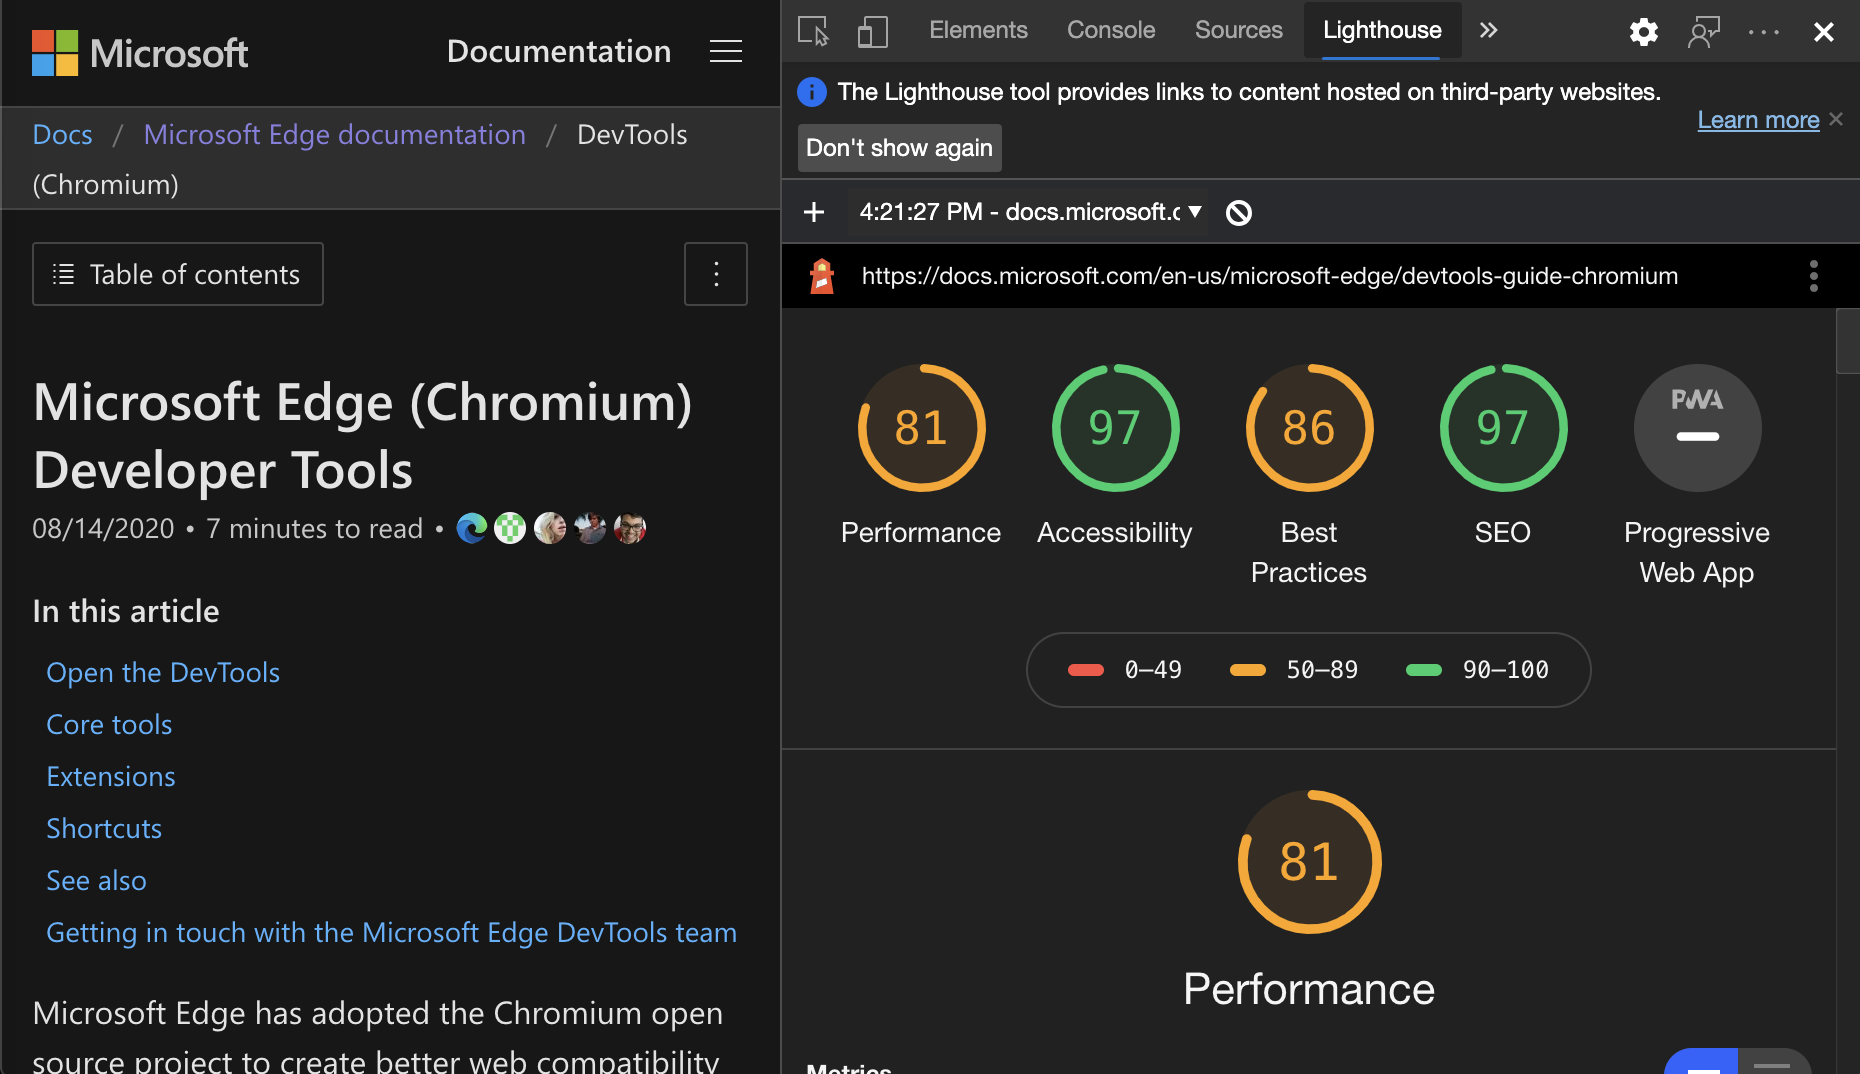 Microsoft
Documentation
Docs / Microsoft Edge documentation / DevTools
(Chromium)
Table of contents
Microsoft Edge (Chromium)
Developer Tools
08/14/2020 • 7 minutes to read •
In this article
Open the DevTools
Core tools
Extensions
Shortcuts
See also
Getting in touch with the Microsoft Edge DevTools team
Microsoft Edge has adopted the Chromium open
source project to create better web compatibility
Elements Console Sources Lighthouse
The Lighthouse tool provides links to content hosted on third-party websites.
Learn more
Don't show again
4:21:27 PM - docs.microsoft.c
https://docs.microsoft.com/en-us/microsoft-edge/devtools-guide-chromium
81 97 86 97 PWA
Performance Accessibility Best SEO Progressive
Practices Web App
0–49 50–89 90–100
81
Performance
Metrics